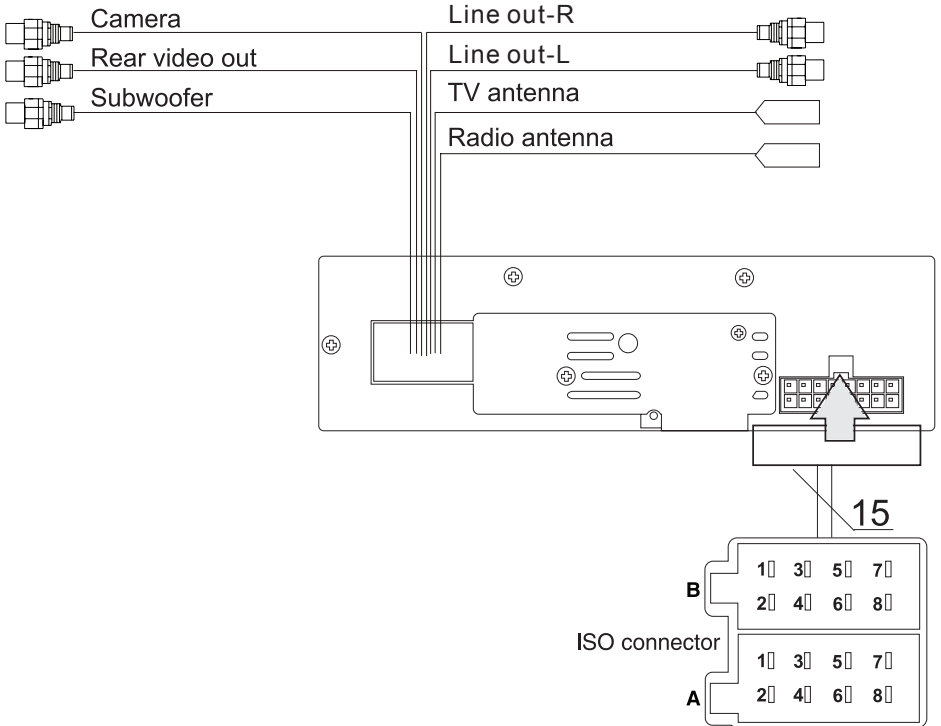 Camera
Rear video out
Subwoofer
Line out-R
Line out-L
TV antenna
Radio antenna
15
B
1 3 5 7
2 4 6 8
ISO connector
A
1 3 5 7
2 4 6 8